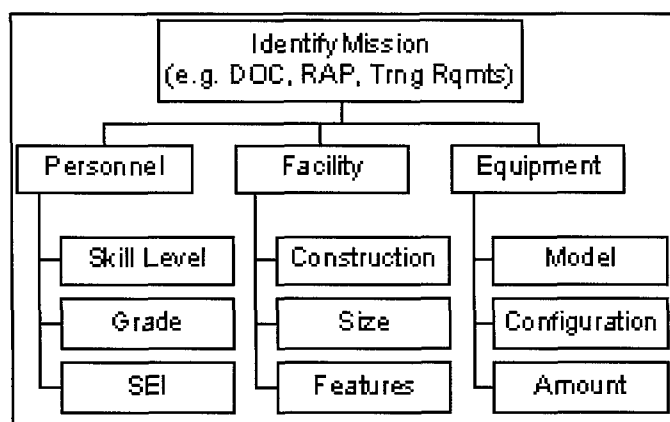 Identify Mission
(e.g. DOC, RAP, Trng Rqmts)
Personnel
Facility
Equipment
Skill Level
Construction
Model
Grade
Size
Configuration
SEI
Features
Amount